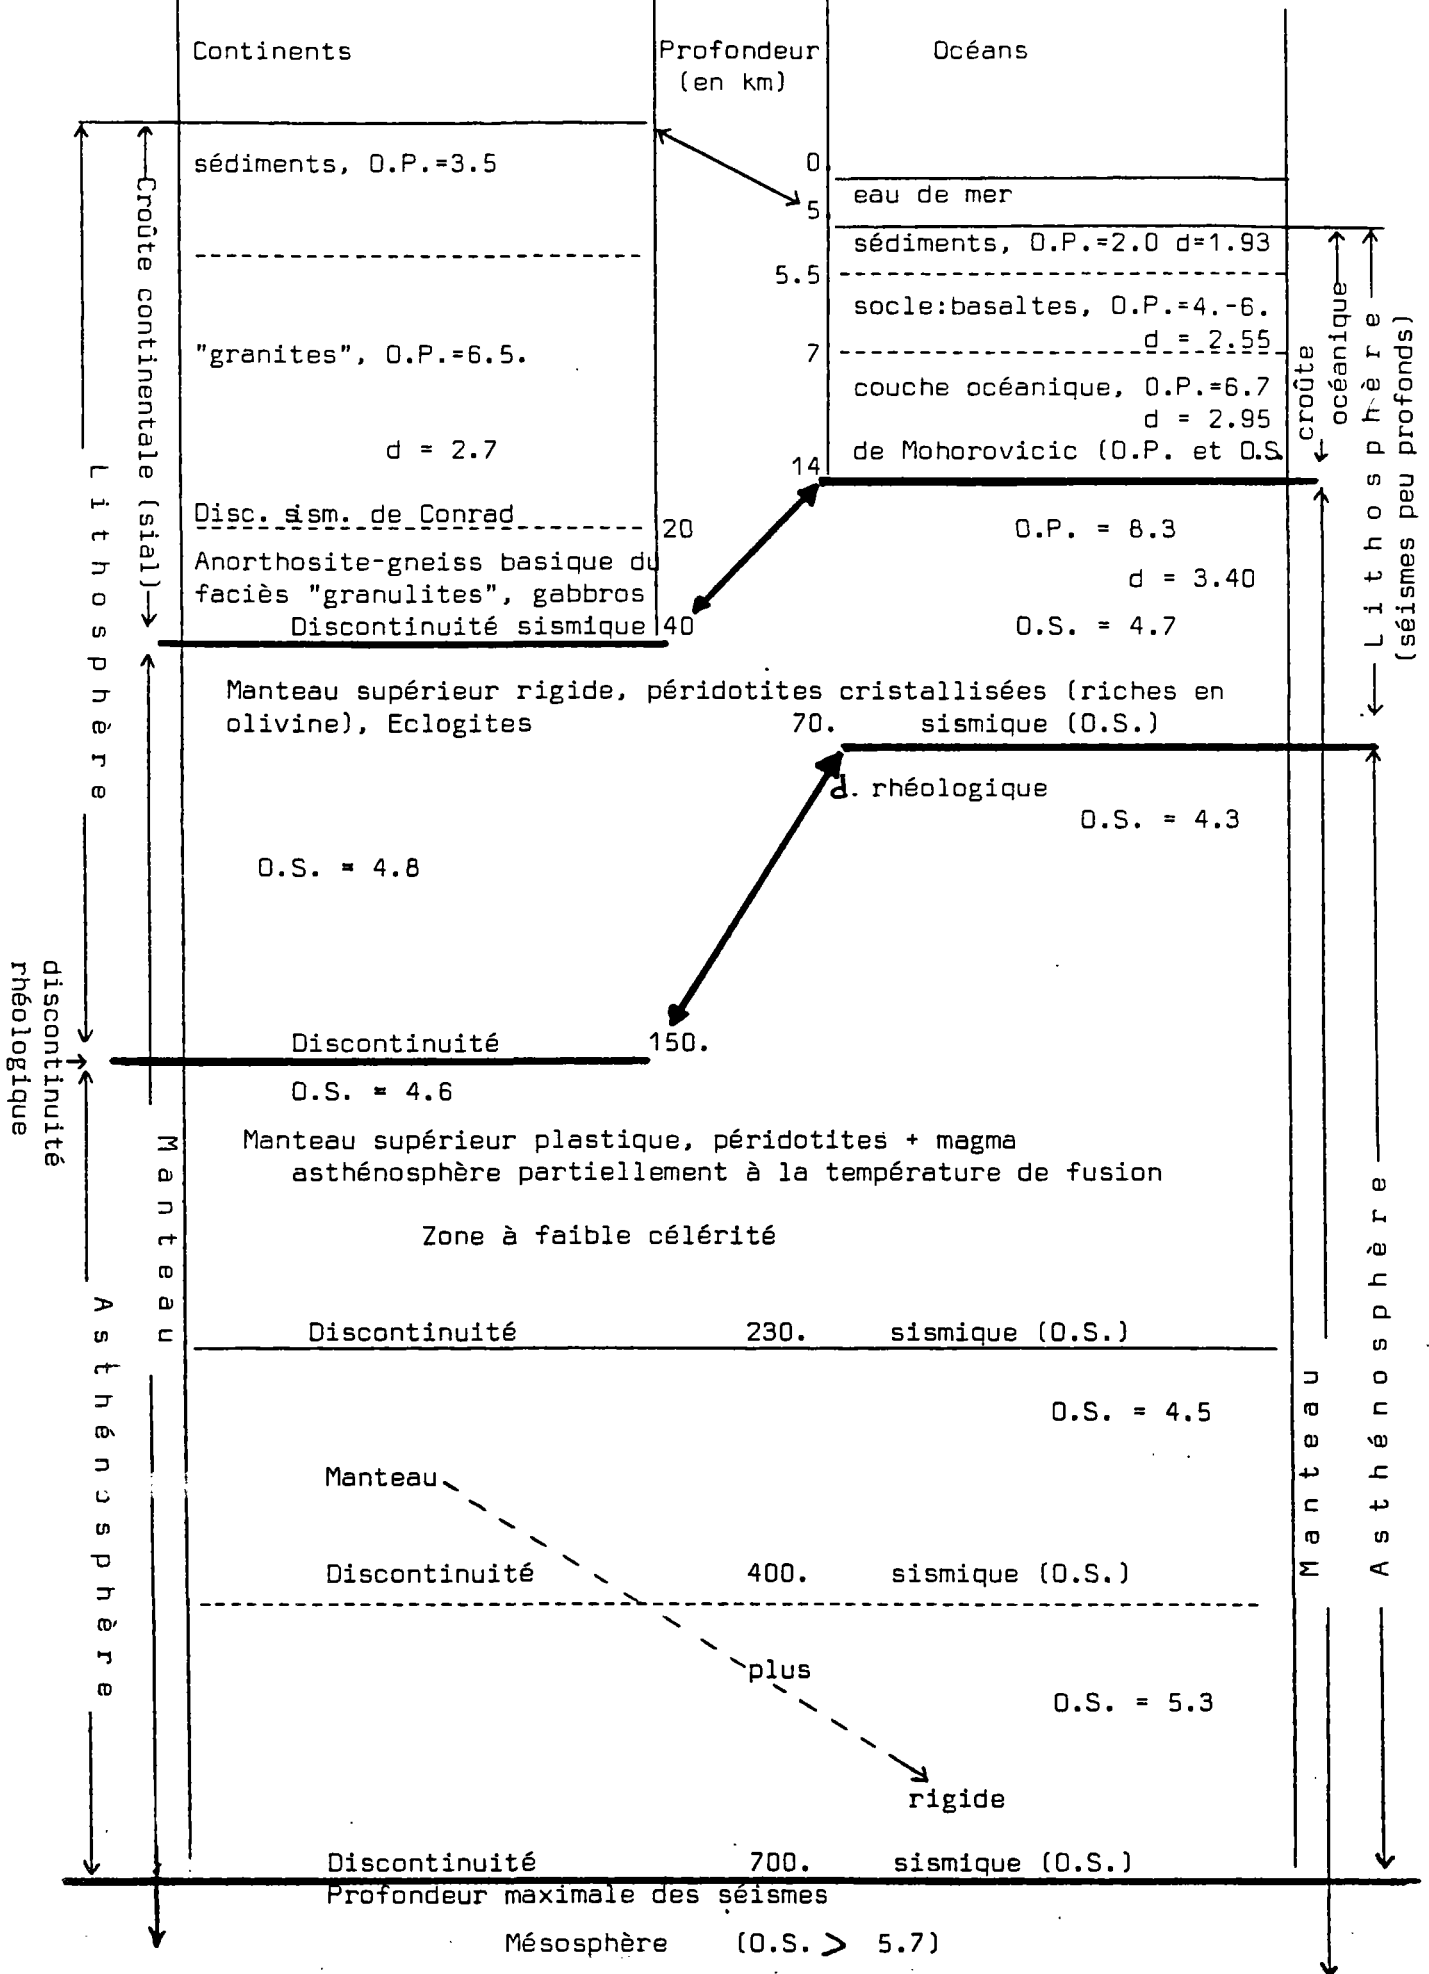 Continents Profondeur Océans
(en km)
sédiments, O.P.=3.5
0
eau de mer
5
sédiments, O.P.=2.0 d=1.93
5.5
socle:basaltes, O.P.=4.-6.
d = 2.55
"granites", O.P.=6.5.
7
couche océanique, O.P.=6.7
d = 2.95
d = 2.7
de Mohorovicic (O.P. et O.S.
14
Disc. sism. de Conrad
20
O.P. = 8.3
Anorthosite-gneiss basique du
d = 3.40
faciès "granulites", gabbros
Discontinuité sismique 40
O.S. = 4.7
Manteau supérieur rigide, péridotites cristallisées (riches en
olivine), Eclogites 70. sismique (O.S.)
d. rhéologique
O.S. = 4.3
O.S. = 4.8
Discontinuité 150.
O.S. = 4.6
Manteau supérieur plastique, péridotites + magma
asthénosphère partiellement à la température de fusion
Zone à faible célérité
Discontinuité 230. sismique (O.S.)
O.S. = 4.5
Manteau
Discontinuité 400. sismique (O.S.)
plus
O.S. = 5.3
rigide
Discontinuité 700. sismique (O.S.)
Profondeur maximale des séismes
Mésosphère (O.S. > 5.7)
Croûte continentale (sial)
Lithosphère
discontinuité
rhéologique
Manteau
Asthénosphère
croûte
océanique
Lithosphère
(séismes peu profonds)
Manteau
Asthénosphère